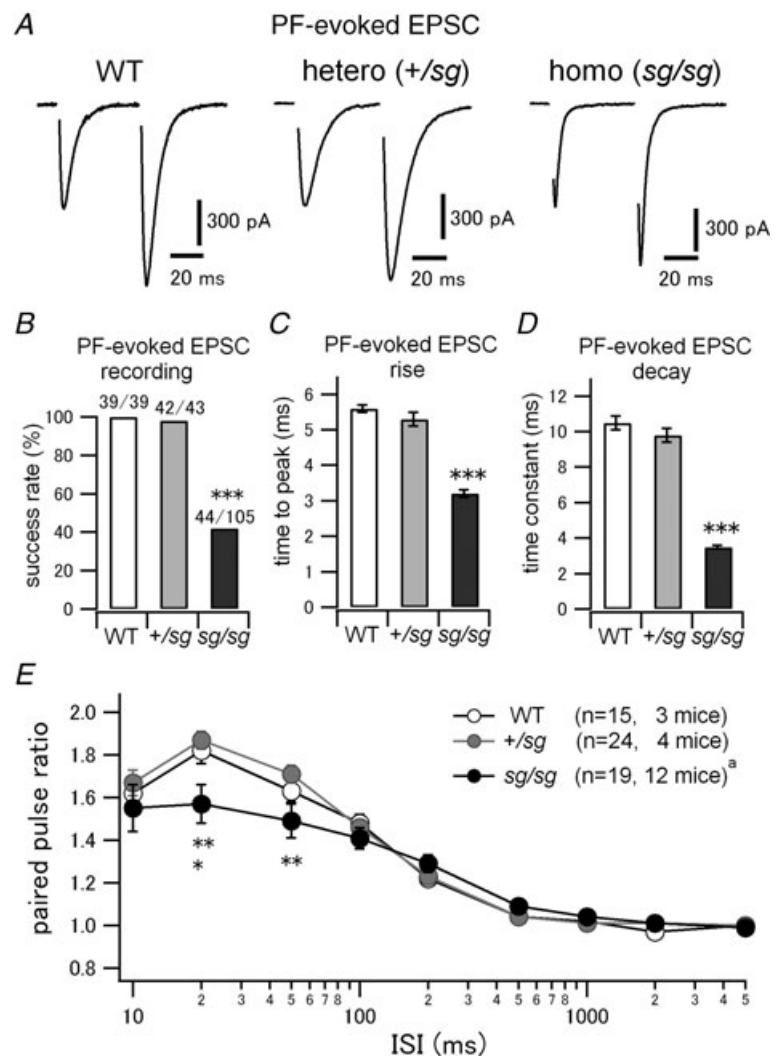 A
PF-evoked EPSC
WT
hetero (+/sg)
homo (sg/sg)
300 pA
20 ms
300 pA
20 ms
300 pA
20 ms
B
PF-evoked EPSC
recording
success rate (%)
100
80
60
40
20
0
39/39
42/43
***
44/105
WT
+/sg
sg/sg
C
PF-evoked EPSC
rise
time to peak (ms)
6
5
4
3
2
1
0
***
WT
+/sg
sg/sg
D
PF-evoked EPSC
decay
time constant (ms)
12
10
8
6
4
2
0
***
WT
+/sg
sg/sg
E
paired pulse ratio
2.0
1.8
1.6
1.4
1.2
1.0
0.8
WT (n=15, 3 mice)
+/sg (n=24, 4 mice)
sg/sg (n=19, 12 mice)a
**
*
**
10 2 3 4 5 6 7 8 100 2 3 4 5 6 7 8 1000 2 3 4 5
ISI (ms)